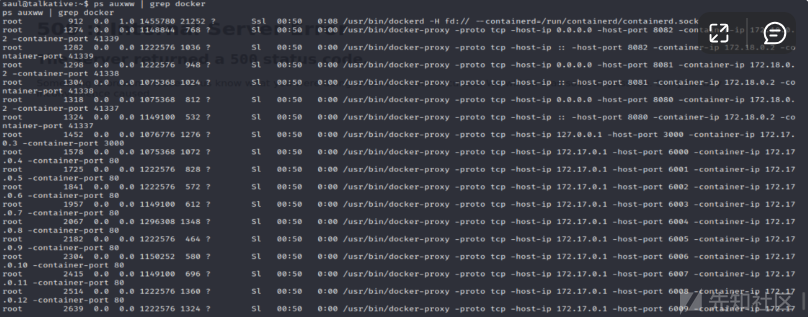 saul@talkative:~$ ps auxww | grep docker
ps auxww | grep docker
root 912 0.0 1.0 1455780 21252 ? Ssl 00:50 0:08 /usr/bin/dockerd -H fd:// --containerd=/run/containerd/containerd.sock
root 1274 0.0 0.0 1148844 768 ? Sl 00:50 0:00 /usr/bin/docker-proxy -proto tcp -host-ip 0.0.0.0 -host-port 8082 -container-ip 172.18.0.
2 -container-port 41339
root 1282 0.0 0.0 1222576 1036 ? Sl 00:50 0:00 /usr/bin/docker-proxy -proto tcp -host-ip :: -host-port 8082 -container-ip 172.18.0.2 -co
ntainer-port 41339
root 1298 0.0 0.0 1222576 948 ? Sl 00:50 0:00 /usr/bin/docker-proxy -proto tcp -host-ip 0.0.0.0 -host-port 8081 -container-ip 172.18.0.
2 -container-port 41338
root 1304 0.0 0.0 1075368 1024 ? Sl 00:50 0:00 /usr/bin/docker-proxy -proto tcp -host-ip :: -host-port 8081 -container-ip 172.18.0.2 -co
ntainer-port 41338
root 1318 0.0 0.0 1075368 812 ? Sl 00:50 0:00 /usr/bin/docker-proxy -proto tcp -host-ip 0.0.0.0 -host-port 8080 -container-ip 172.18.0.
2 -container-port 41337
root 1324 0.0 0.0 1149100 532 ? Sl 00:50 0:00 /usr/bin/docker-proxy -proto tcp -host-ip :: -host-port 8080 -container-ip 172.18.0.2 -co
ntainer-port 41337
root 1452 0.0 0.0 1076776 1276 ? Sl 00:50 0:00 /usr/bin/docker-proxy -proto tcp -host-ip 127.0.0.1 -host-port 3000 -container-ip 172.17.
0.3 -container-port 3000
root 1578 0.0 0.0 1075368 1072 ? Sl 00:50 0:00 /usr/bin/docker-proxy -proto tcp -host-ip 172.17.0.1 -host-port 6000 -container-ip 172.17
.0.4 -container-port 80
root 1725 0.0 0.0 1222576 828 ? Sl 00:50 0:00 /usr/bin/docker-proxy -proto tcp -host-ip 172.17.0.1 -host-port 6001 -container-ip 172.17
.0.5 -container-port 80
root 1841 0.0 0.0 1222576 572 ? Sl 00:50 0:00 /usr/bin/docker-proxy -proto tcp -host-ip 172.17.0.1 -host-port 6002 -container-ip 172.17
.0.6 -container-port 80
root 1957 0.0 0.0 1149100 612 ? Sl 00:50 0:00 /usr/bin/docker-proxy -proto tcp -host-ip 172.17.0.1 -host-port 6003 -container-ip 172.17
.0.7 -container-port 80
root 2067 0.0 0.0 1296308 1348 ? Sl 00:50 0:00 /usr/bin/docker-proxy -proto tcp -host-ip 172.17.0.1 -host-port 6004 -container-ip 172.17
.0.8 -container-port 80
root 2182 0.0 0.0 1222576 464 ? Sl 00:50 0:00 /usr/bin/docker-proxy -proto tcp -host-ip 172.17.0.1 -host-port 6005 -container-ip 172.17
.0.9 -container-port 80
root 2304 0.0 0.0 1150252 580 ? Sl 00:50 0:00 /usr/bin/docker-proxy -proto tcp -host-ip 172.17.0.1 -host-port 6006 -container-ip 172.17
.0.10 -container-port 80
root 2415 0.0 0.0 1149100 696 ? Sl 00:50 0:00 /usr/bin/docker-proxy -proto tcp -host-ip 172.17.0.1 -host-port 6007 -container-ip 172.17
.0.11 -container-port 80
root 2514 0.0 0.0 1222576 1360 ? Sl 00:50 0:00 /usr/bin/docker-proxy -proto tcp -host-ip 172.17.0.1 -host-port 6008 -container-ip 172.17
.0.12 -container-port 80
root 2639 0.0 0.0 1222576 1324 ? Sl 00:50 0:00 /usr/bin/docker-proxy -proto tcp -host-ip 172.17.0.1 -host-port 6009 -container-ip 172.17
先知社区